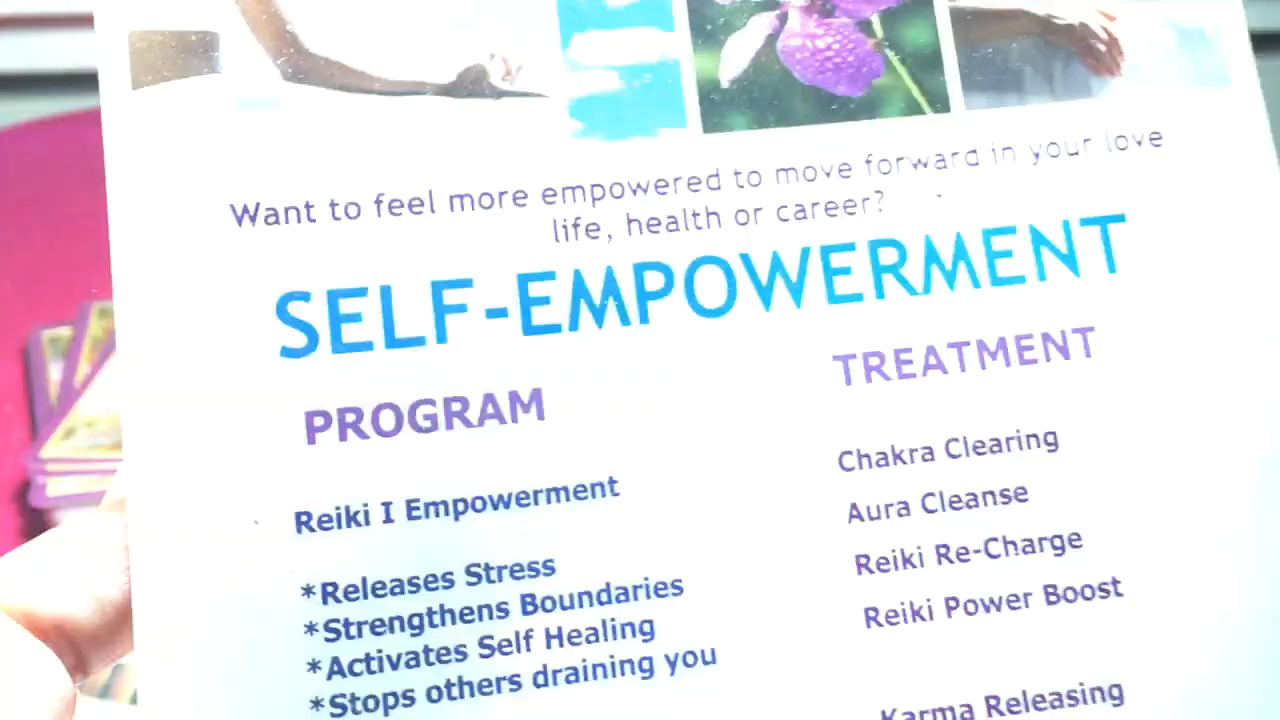 Want to feel more empowered to move forward in your love
life, health or career?
SELF-EMPOWERMENT
PROGRAM
Reiki I Empowerment
*Releases Stress
*Strengthens Boundaries
*Activates Self Healing
*Stops others draining you
TREATMENT
Chakra Clearing
Aura Cleanse
Reiki Re-Charge
Reiki Power Boost
Karma Releasing